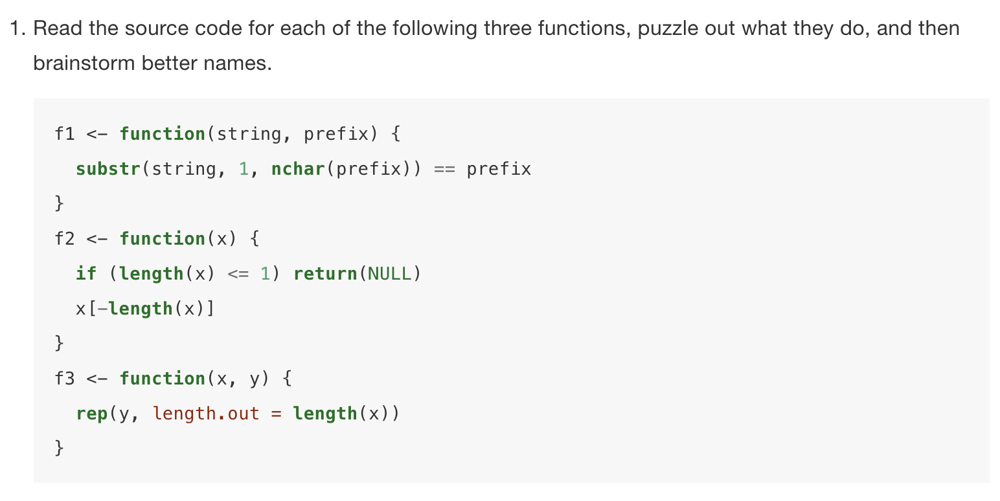 1. Read the source code for each of the following three functions, puzzle out what they do, and then
brainstorm better names.
f1 <- function(string, prefix) {
  substr(string, 1, nchar(prefix)) == prefix
}
f2 <- function(x) {
  if (length(x) <= 1) return(NULL)
  x[-length(x)]
}
f3 <- function(x, y) {
  rep(y, length.out = length(x))
}